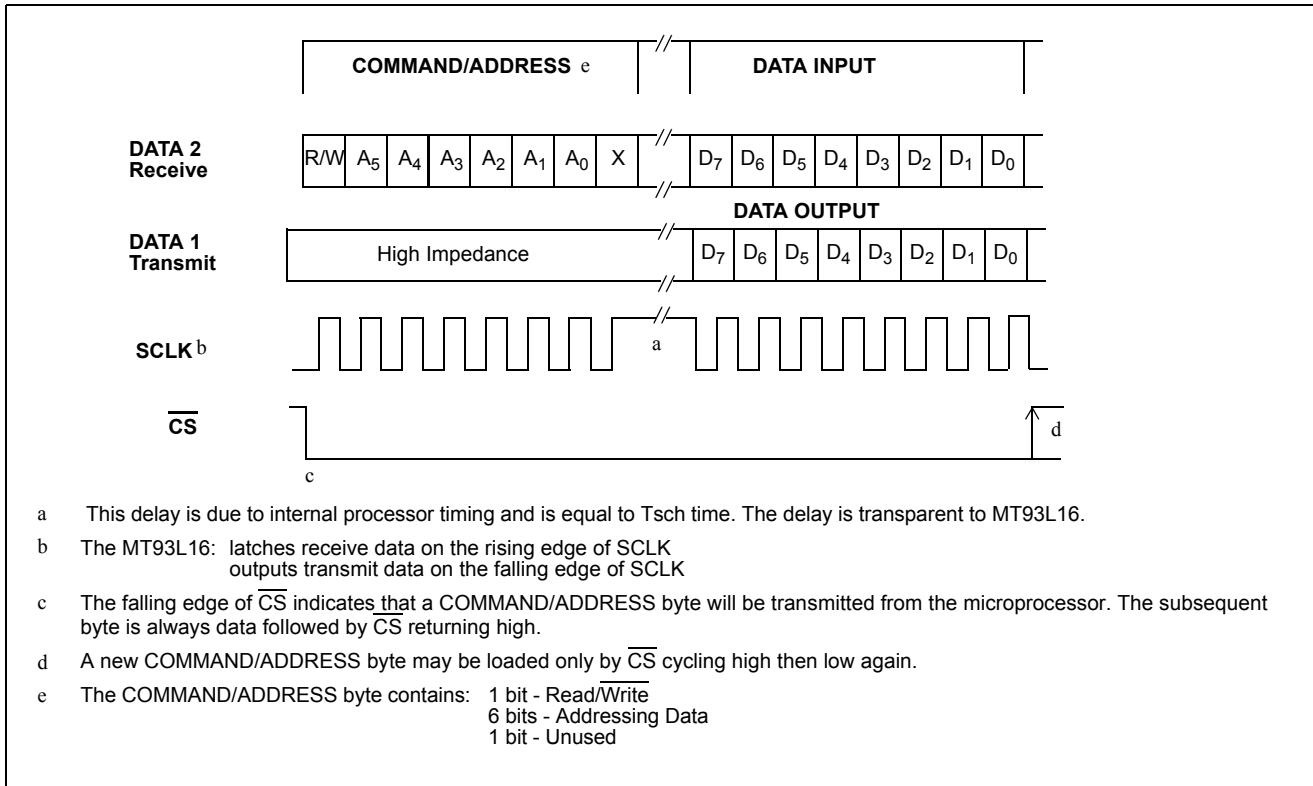 COMMAND/ADDRESS e
DATA INPUT
DATA 2
Receive
R/W A5 A4 A3 A2 A1 A0 X
D7 D6 D5 D4 D3 D2 D1 D0
DATA OUTPUT
DATA 1
Transmit
High Impedance
D7 D6 D5 D4 D3 D2 D1 D0
SCLK b
a
CS
d
c
a This delay is due to internal processor timing and is equal to Tsch time. The delay is transparent to MT93L16.
b The MT93L16: latches receive data on the rising edge of SCLK
outputs transmit data on the falling edge of SCLK
c The falling edge of CS indicates that a COMMAND/ADDRESS byte will be transmitted from the microprocessor. The subsequent
byte is always data followed by CS returning high.
d A new COMMAND/ADDRESS byte may be loaded only by CS cycling high then low again.
e The COMMAND/ADDRESS byte contains: 1 bit - Read/Write
6 bits - Addressing Data
1 bit - Unused